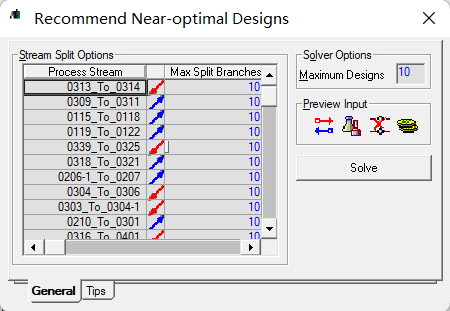 Recommend Near-optimal Designs
Stream Split Options
Process Stream Max Split Branches
0313_To_0314 10
0309_To_0311 10
0115_To_0118 10
0119_To_0122 10
0339_To_0325 10
0318_To_0321 10
0206-1_To_0207 10
0304_To_0306 10
0303_To_0304-1 10
0210_To_0301 10
0316_To_0401 10
Solver Options
Maximum Designs 10
Preview Input
Solve
General Tips